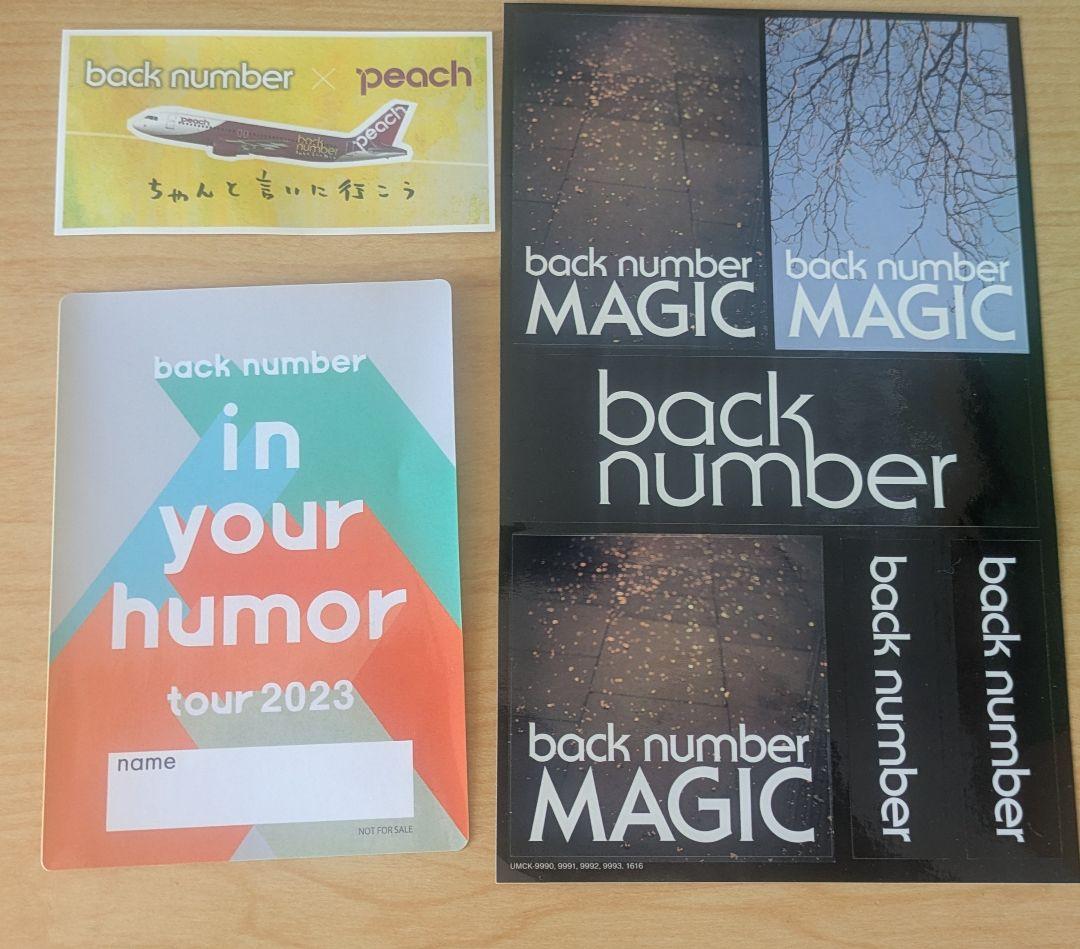 back number × peach
peach
peach
back
number
ちゃんと言いに行こう
back number
in
your
humor
tour 2023
name
NOT FOR SALE
back number
MAGIC
back number
MAGIC
back
number
back number
MAGIC
back number
back number
UMCK-9990, 9991, 9992, 9993. 1616